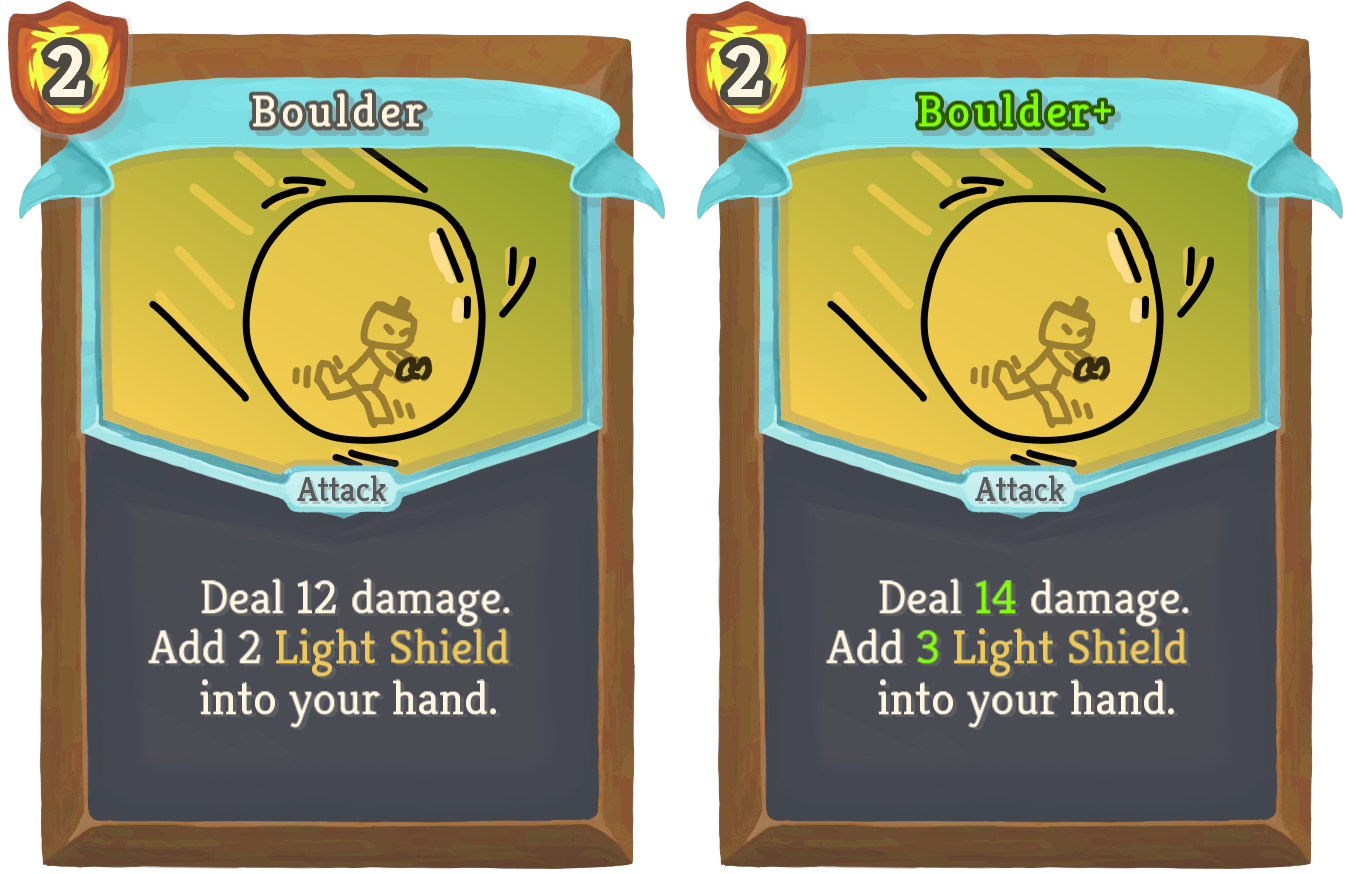 2
Boulder
Attack
Deal 12 damage.
Add 2 Light Shield
into your hand.
2
Boulder+
Attack
Deal 14 damage.
Add 3 Light Shield
into your hand.